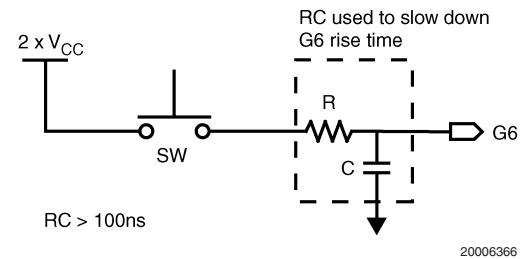 RC used to slow down
G6 rise time
2 x VCC
R
G6
SW
C
RC > 100ns
20006366